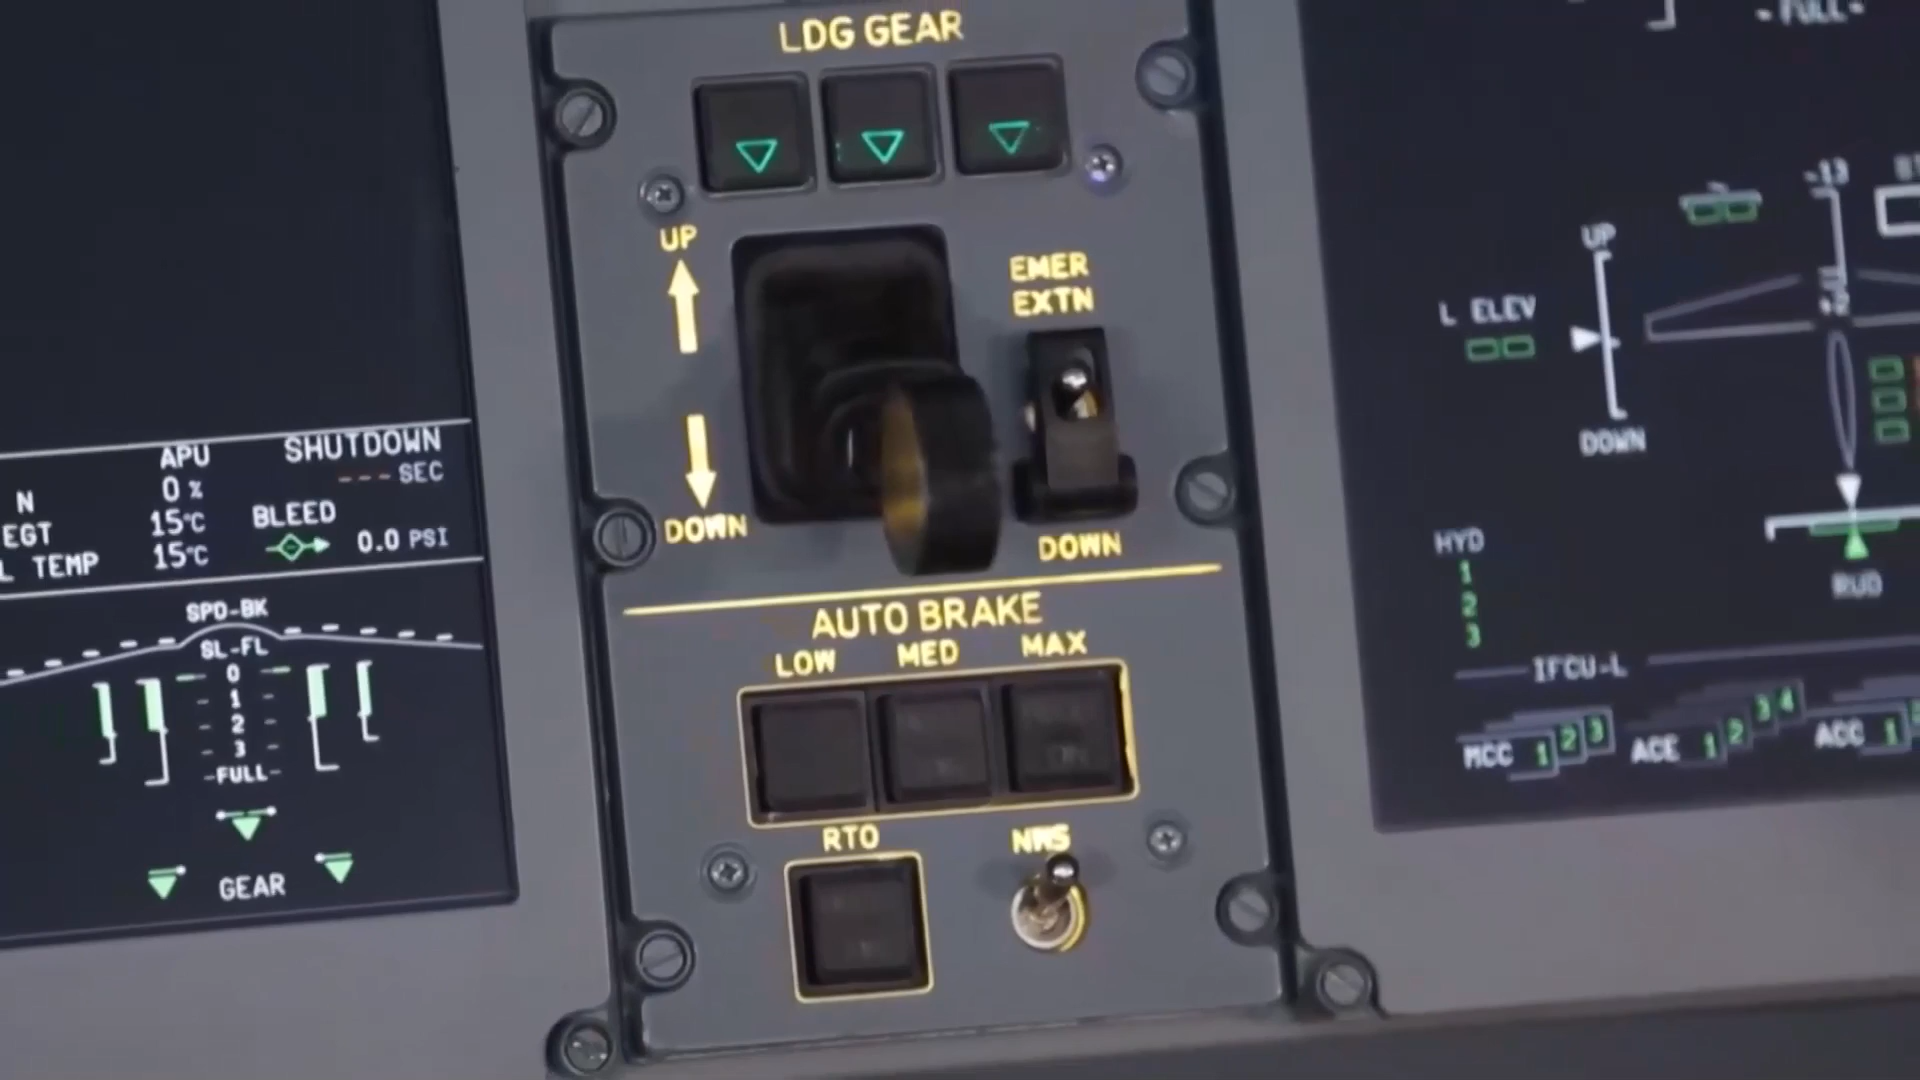 LDG GEAR
UP
EMER
EXTN
DOWN
DOWN
AUTO BRAKE
LOW MED MAX
RTO NWS
APU SHUTDOWN
N 0 % --- SEC
EGT 15°C BLEED
L TEMP 15°C 0.0 PSI
SPD-BK
SL-FL
0
1
2
3
-FULL-
GEAR
-FULL-
-13
UP
L ELEV
DOWN
HYD
1
2
3
RUD
IFCU-L
MCC 1 2 3 ACE 1 2 3 4 ACC 1